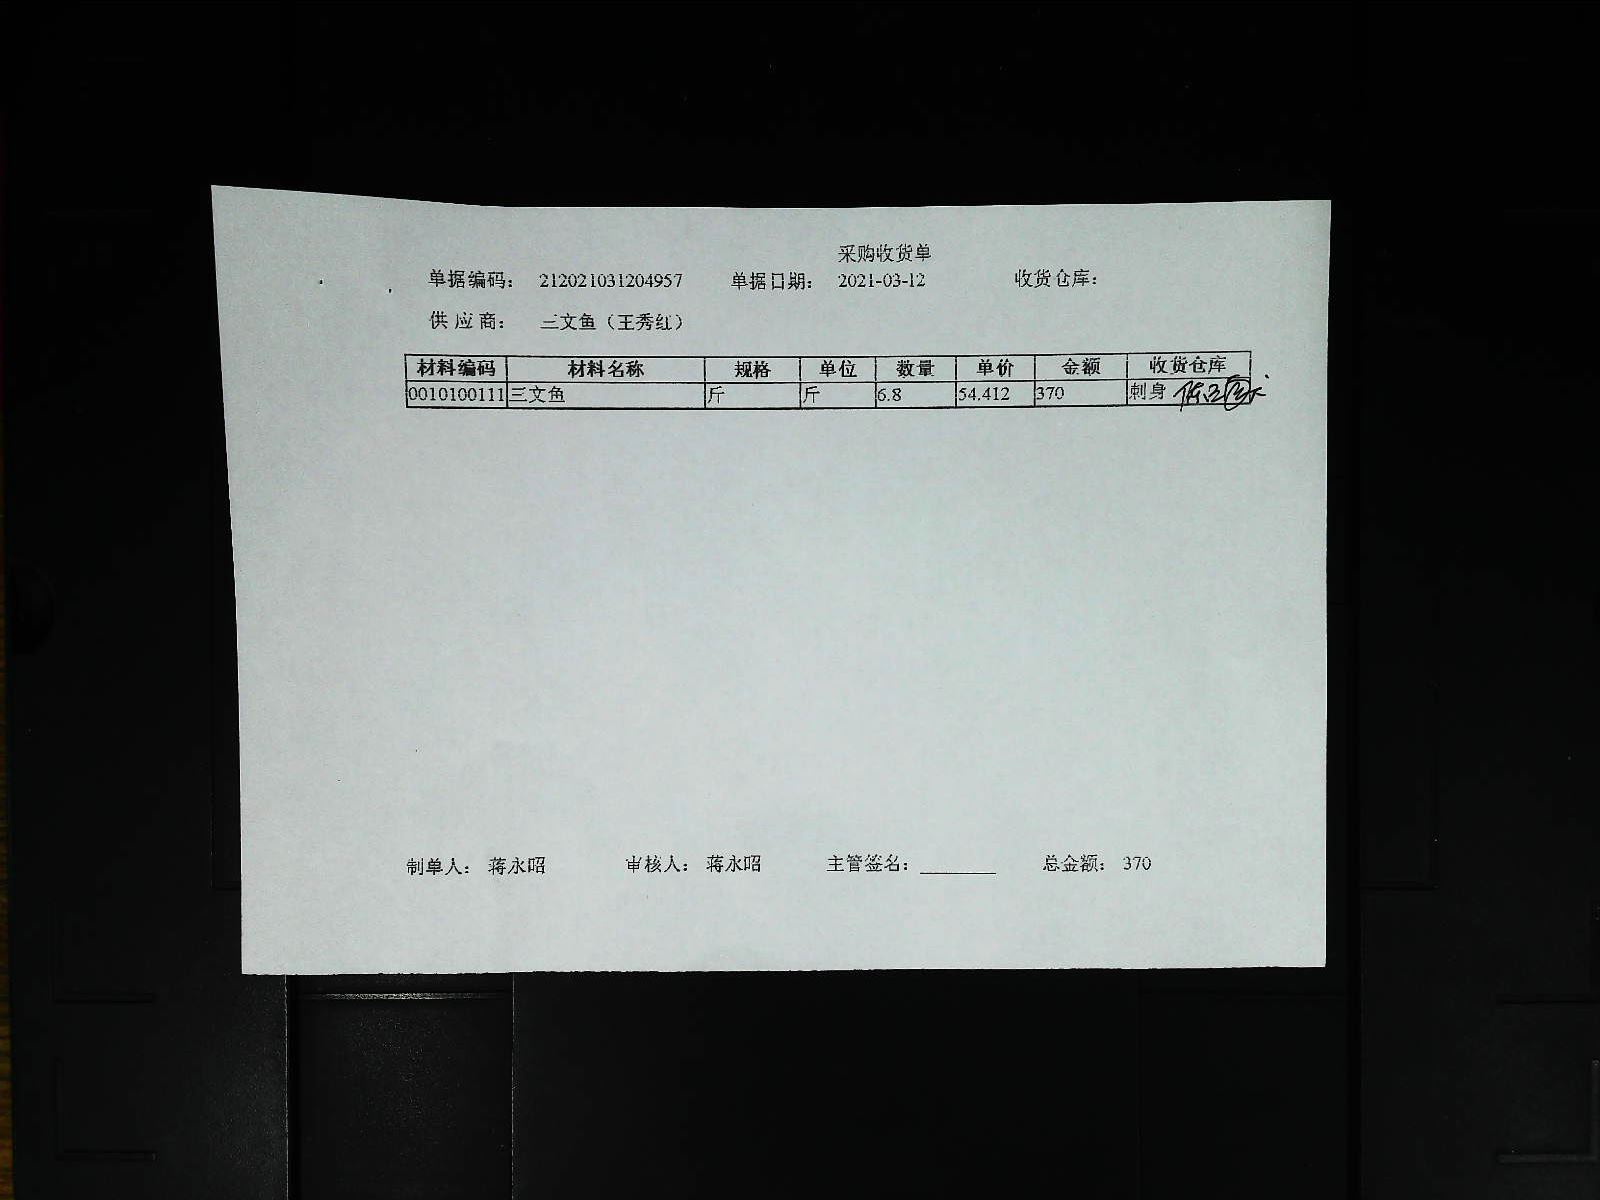 采购收货单
单据编码： 212021031204957 单据日期： 2021-03-12 收货仓库：
供 应 商： 三文鱼（王秀红）
材料编码 材料名称 规格 单位 数量 单价 金额 收货仓库
0010100111 三文鱼 斤 斤 6.8 54.412 370 刺身
制单人： 蒋永昭 审核人： 蒋永昭 主管签名： 总金额： 370